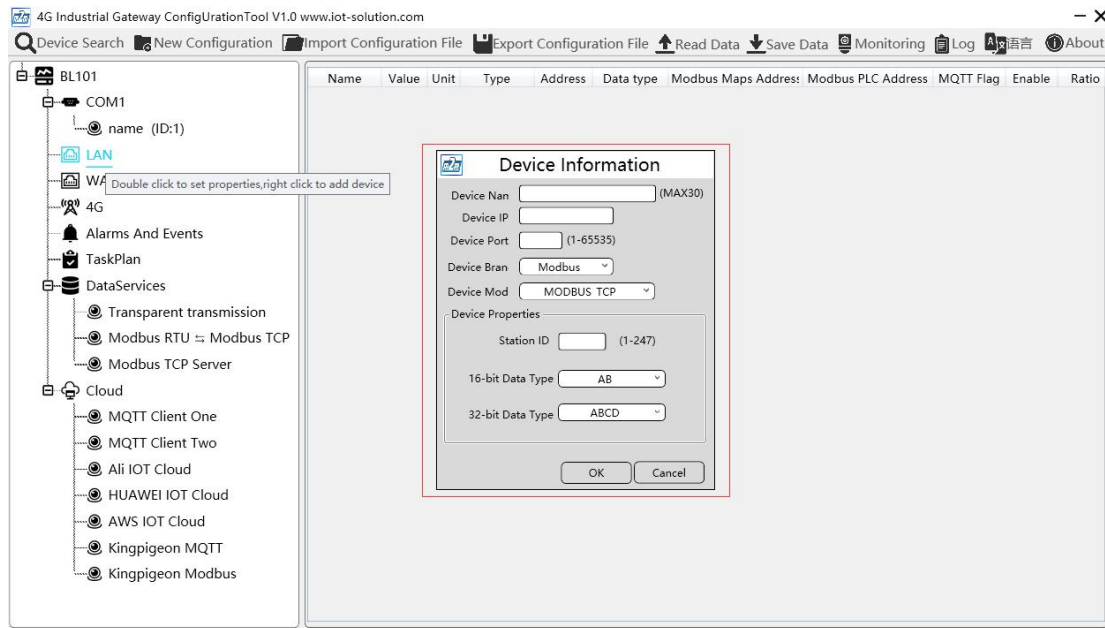 4G Industrial Gateway ConfigUrationTool V1.0 www.iot-solution.com
Device Search New Configuration Import Configuration File Export Configuration File Read Data Save Data Monitoring Log 语言 About
BL101
COM1
name (ID:1)
LAN
WA
Double click to set properties,right click to add device
4G
Alarms And Events
TaskPlan
DataServices
Transparent transmission
Modbus RTU ⇆ Modbus TCP
Modbus TCP Server
Cloud
MQTT Client One
MQTT Client Two
Ali IOT Cloud
HUAWEI IOT Cloud
AWS IOT Cloud
Kingpigeon MQTT
Kingpigeon Modbus
Name Value Unit Type Address Data type Modbus Maps Address Modbus PLC Address MQTT Flag Enable Ratio
Device Information
Device Nan (MAX30)
Device IP
Device Port (1-65535)
Device Bran Modbus
Device Mod MODBUS TCP
Device Properties
Station ID (1-247)
16-bit Data Type AB
32-bit Data Type ABCD
OK Cancel